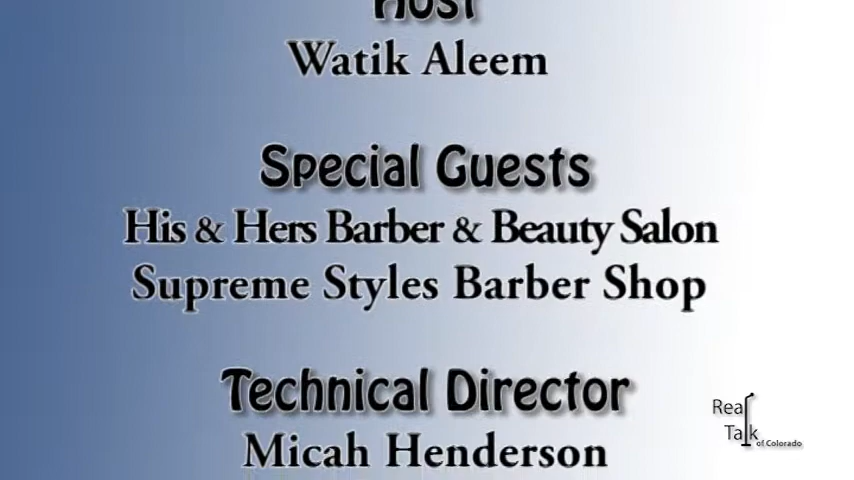 Host
Watik Aleem
Special Guests
His & Hers Barber & Beauty Salon
Supreme Styles Barber Shop
Technical Director
Micah Henderson
Real
Talk
of Colorado